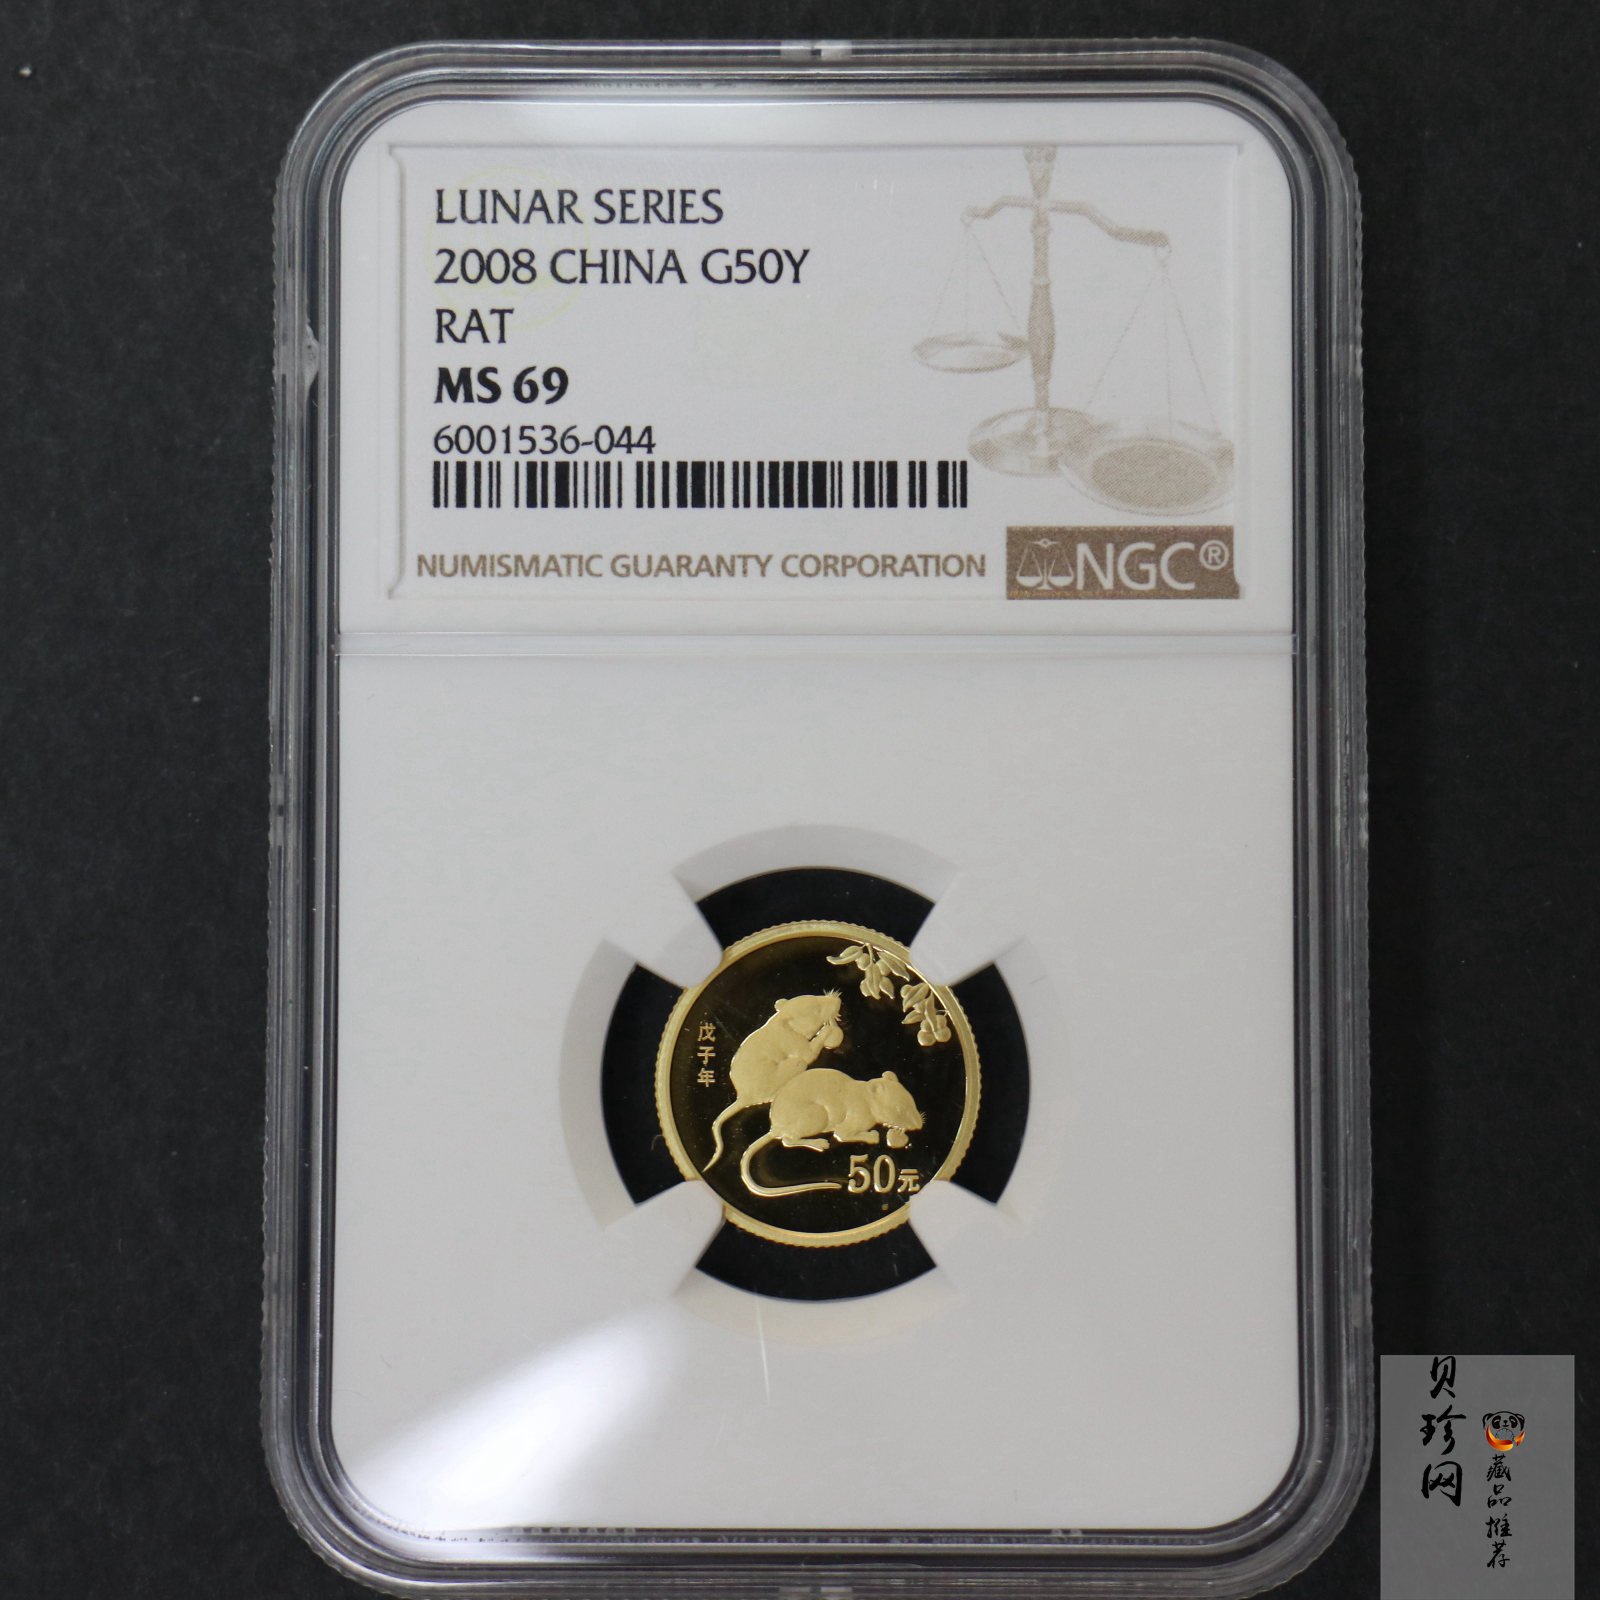 LUNAR SERIES
2008 CHINA G50Y
RAT
MS 69
6001536-044
NUMISMATIC GUARANTY CORPORATION
NGC®
戊子年
50元
贝珍网
藏品推荐